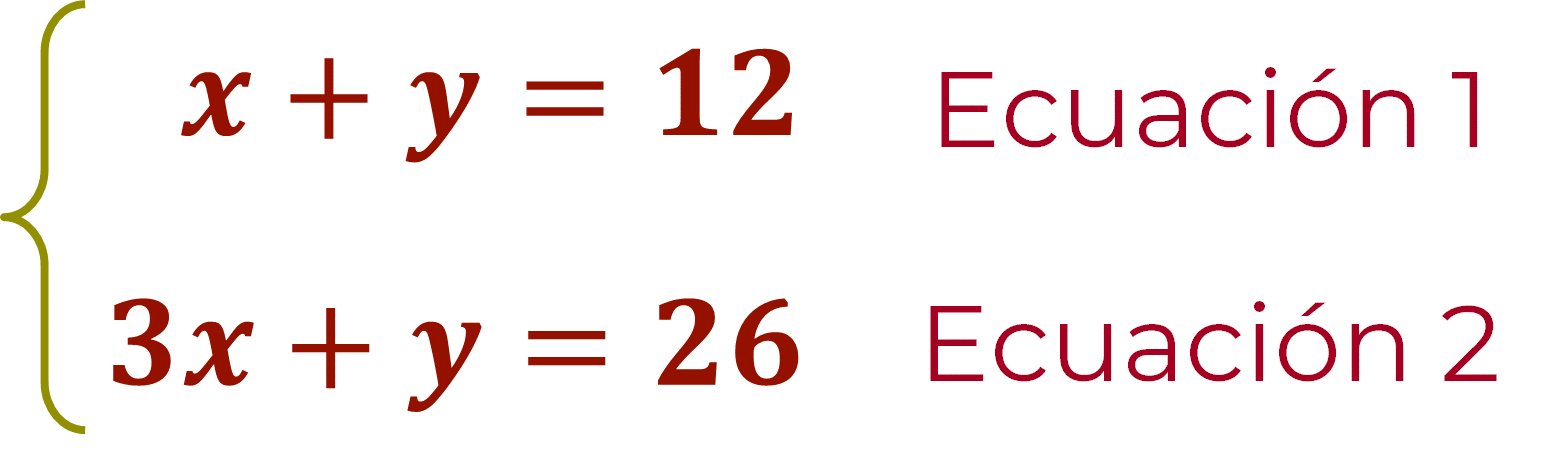 x + y = 12 Ecuación 1
3x + y = 26 Ecuación 2